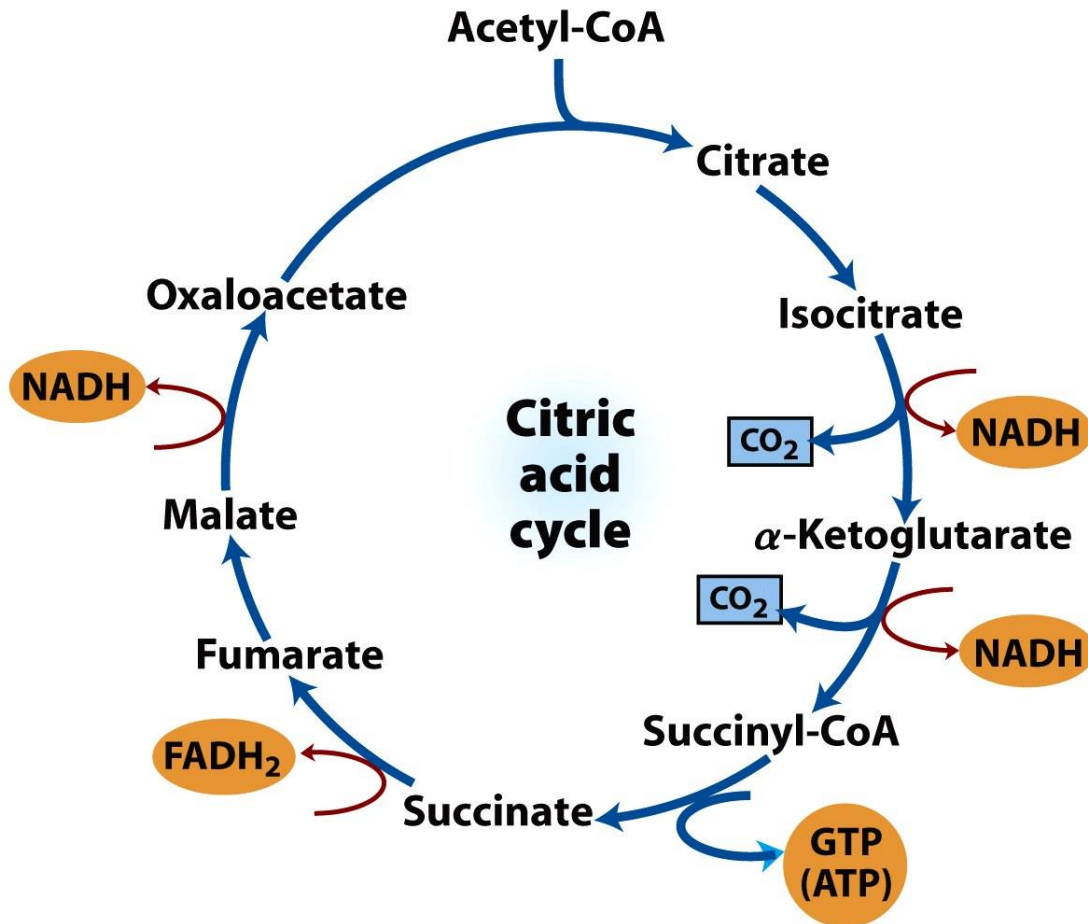 Acetyl-CoA
Citrate
Isocitrate
NADH
CO₂
α-Ketoglutarate
CO₂
NADH
Succinyl-CoA
GTP
(ATP)
Succinate
FADH₂
Fumarate
Malate
NADH
Oxaloacetate
Citric
acid
cycle